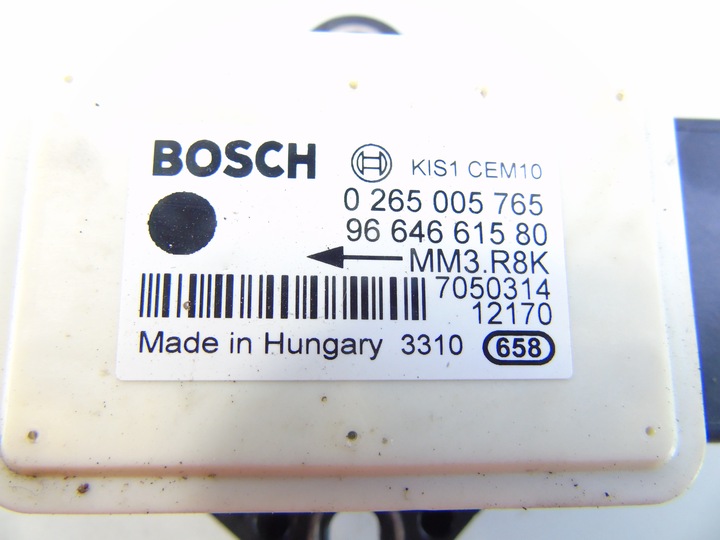 BOSCH KIS1 CEM10
0 265 005 765
96 646 615 80
MM3.R8K
7050314
12170
Made in Hungary 3310 658